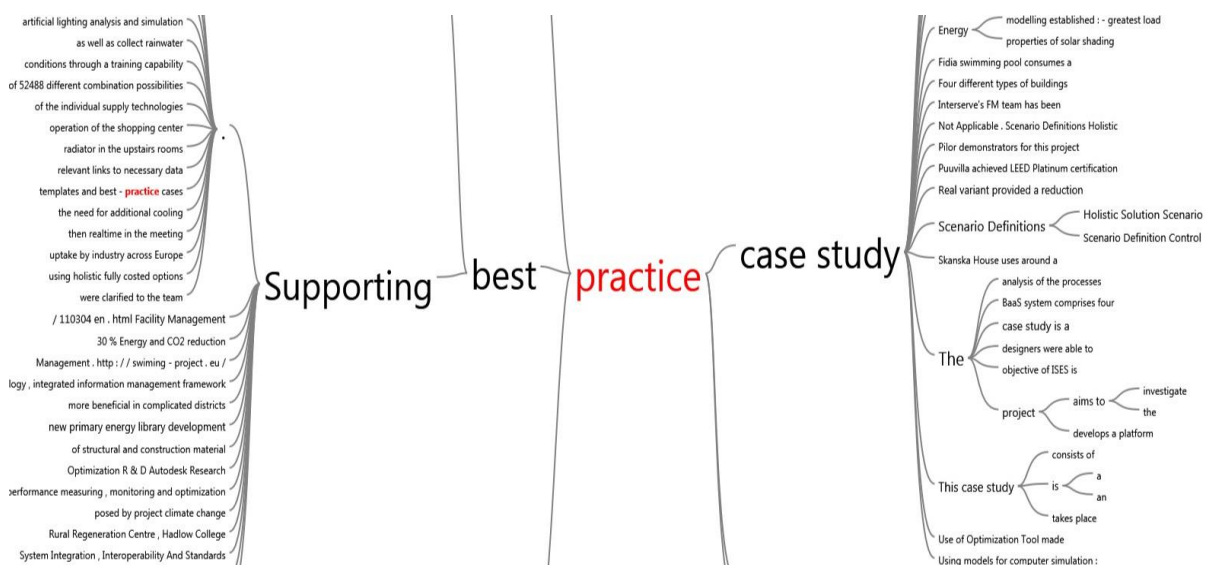 artificial lighting analysis and simulation
as well as collect rainwater
conditions through a training capability
of 52488 different combination possibilities
of the individual supply technologies
operation of the shopping center
radiator in the upstairs rooms
relevant links to necessary data
templates and best - practice cases
the need for additional cooling
then realtime in the meeting
uptake by industry across Europe
using holistic fully costed options
were clarified to the team
.
/ 110304 en . html Facility Management
30 % Energy and CO2 reduction
Management . http : / / swiming - project . eu /
logy , integrated information management framework
more beneficial in complicated districts
new primary energy library development
of structural and construction material
Optimization R & D Autodesk Research
performance measuring , monitoring and optimization
posed by project climate change
Rural Regeneration Centre , Hadlow College
System Integration , Interoperability And Standards
Supporting
best
practice
case study
Energy
modelling established : - greatest load
properties of solar shading
Fidia swimming pool consumes a
Four different types of buildings
Interserve's FM team has been
Not Applicable . Scenario Definitions Holistic
Pilor demonstrators for this project
Puuvilla achieved LEED Platinum certification
Real variant provided a reduction
Scenario Definitions
Holistic Solution Scenario
Scenario Definition Control
Skanska House uses around a
The
analysis of the processes
BaaS system comprises four
case study is a
designers were able to
objective of ISES is
project
aims to
investigate
the
develops a platform
This case study
consists of
is
a
an
takes place
Use of Optimization Tool made
Using models for computer simulation :